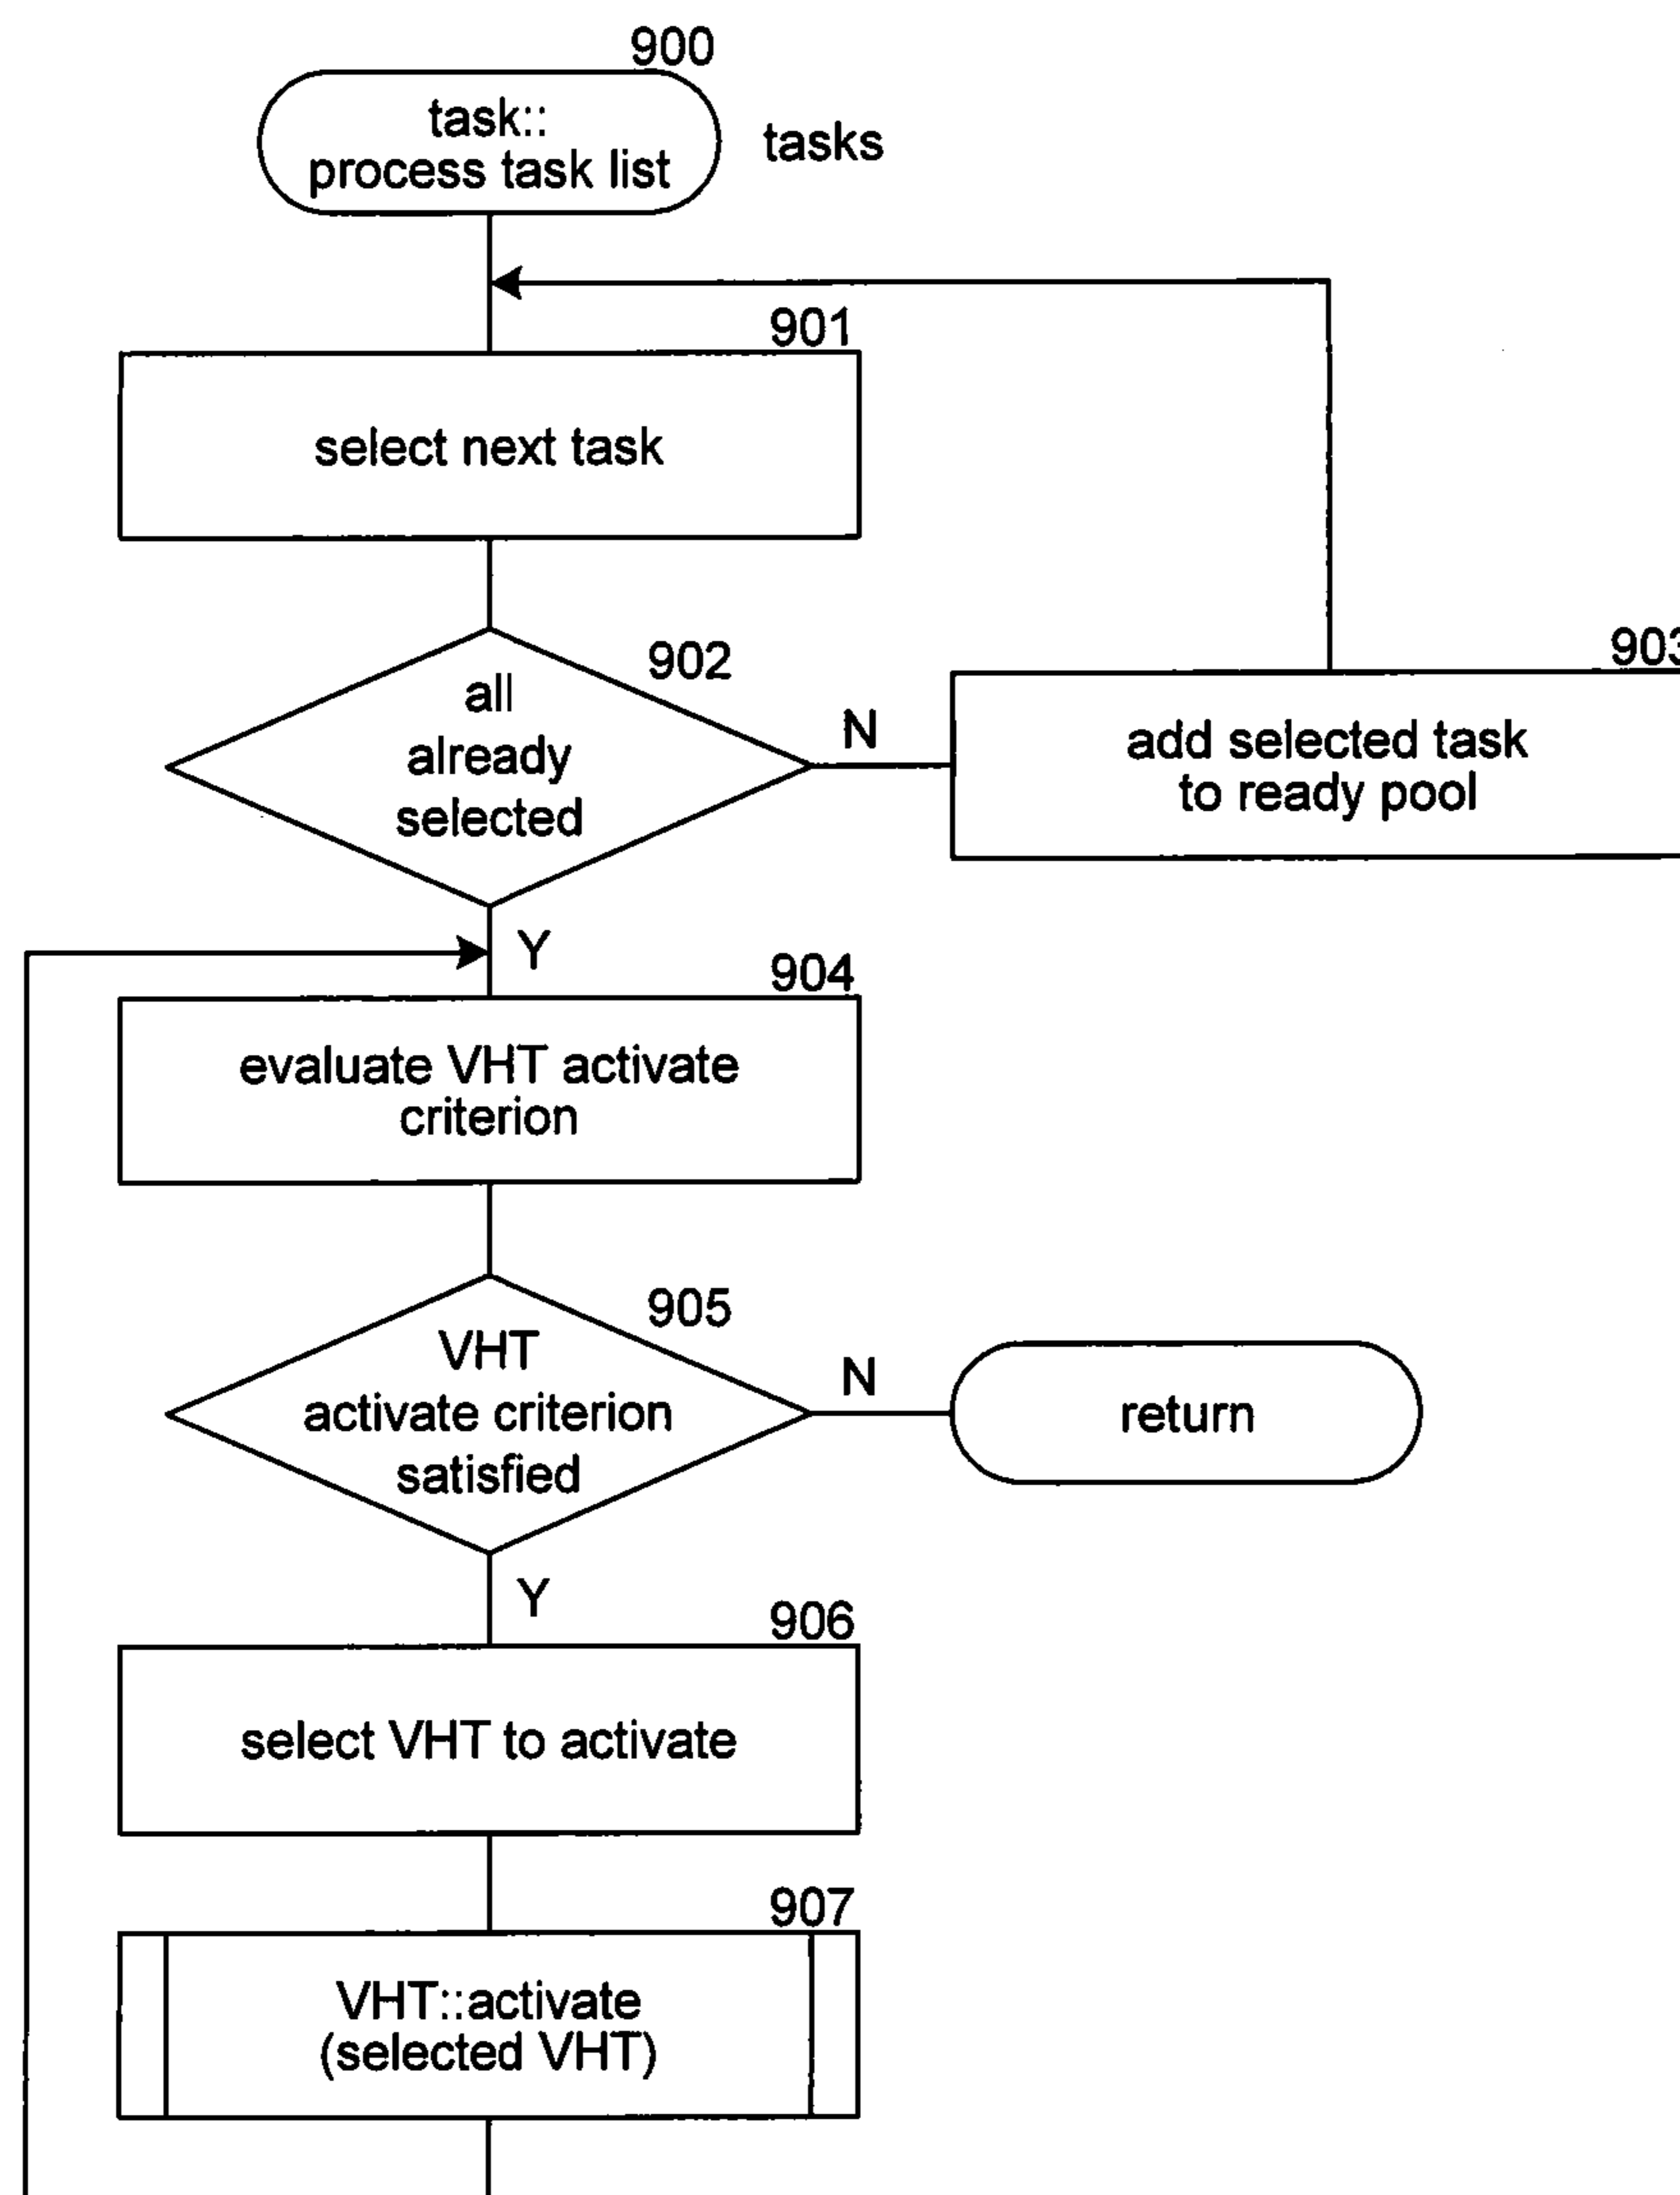 900
task::
process task list
tasks
901
select next task
902
all
already
selected
N
903
add selected task
to ready pool
Y
904
evaluate VHT activate
criterion
905
VHT
activate criterion
satisfied
N
return
Y
906
select VHT to activate
907
VHT::activate
(selected VHT)